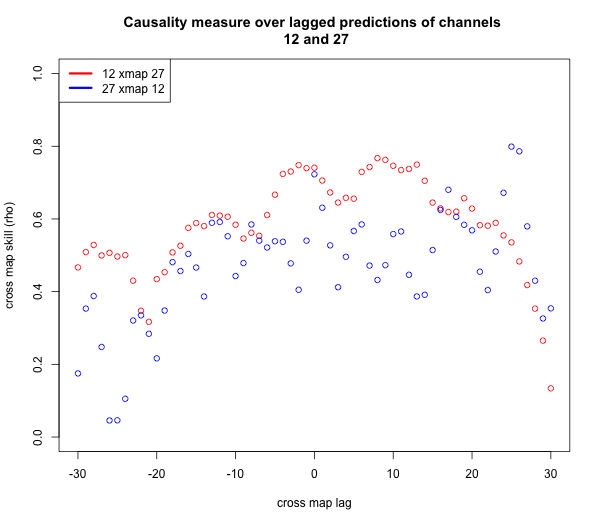 Causality measure over lagged predictions of channels
12 and 27
12 xmap 27
27 xmap 12
cross map skill (rho)
1.0
0.8
0.6
0.4
0.2
0.0
-30 -20 -10 0 10 20 30
cross map lag